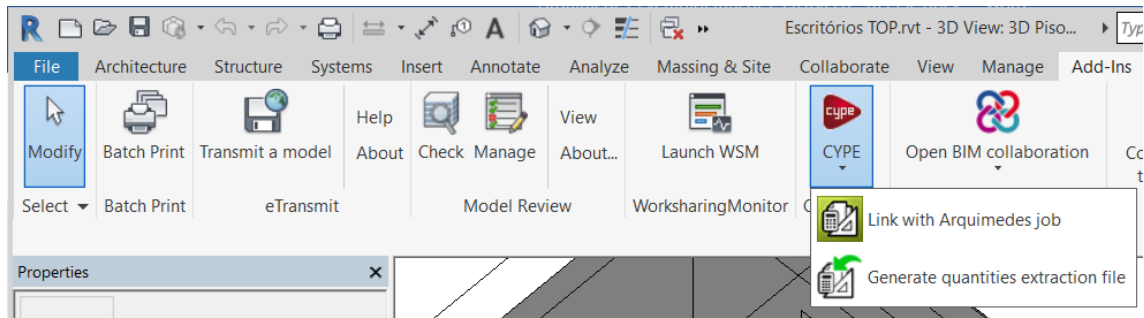 Escritórios TOP.rvt - 3D View: 3D Piso...
File Architecture Structure Systems Insert Annotate Analyze Massing & Site Collaborate View Manage Add-Ins
Help View cype
Modify Batch Print Transmit a model About Check Manage About... Launch WSM CYPE Open BIM collaboration
Select Batch Print eTransmit Model Review WorksharingMonitor
Link with Arquimedes job
Properties
Generate quantities extraction file